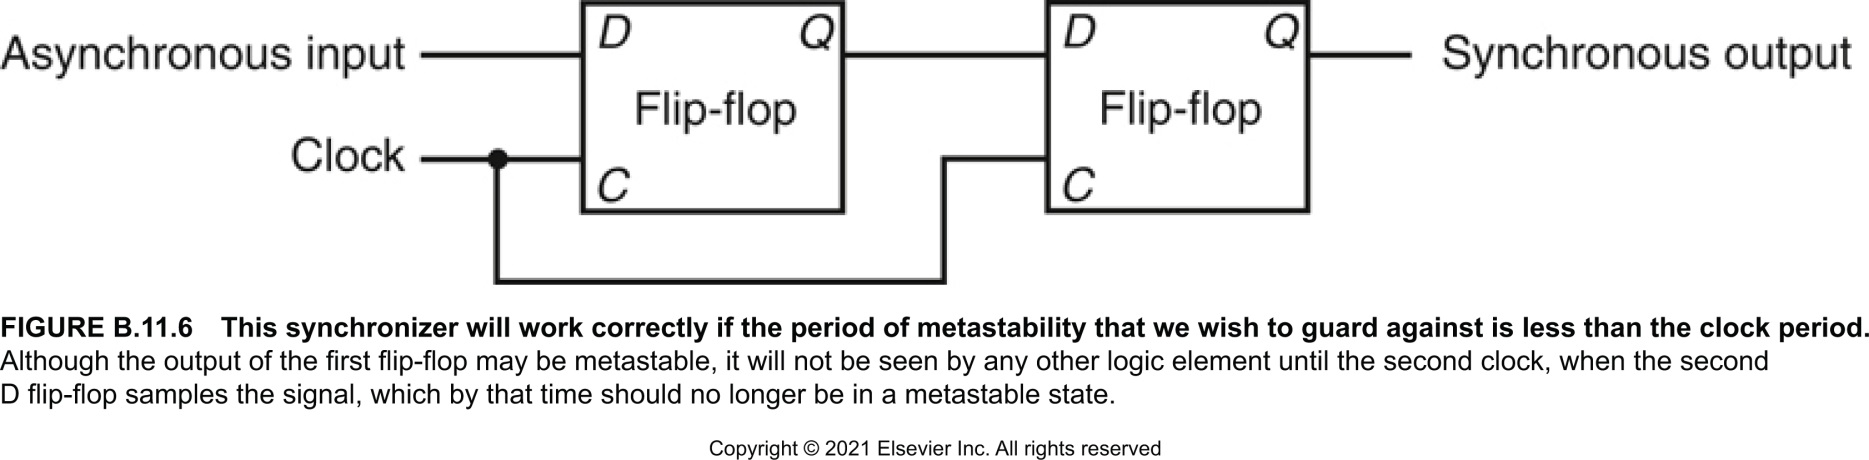 D Q D Q
Asynchronous input Synchronous output
Flip-flop Flip-flop
Clock
C C
FIGURE B.11.6 This synchronizer will work correctly if the period of metastability that we wish to guard against is less than the clock period.
Although the output of the first flip-flop may be metastable, it will not be seen by any other logic element until the second clock, when the second
D flip-flop samples the signal, which by that time should no longer be in a metastable state.
Copyright © 2021 Elsevier Inc. All rights reserved